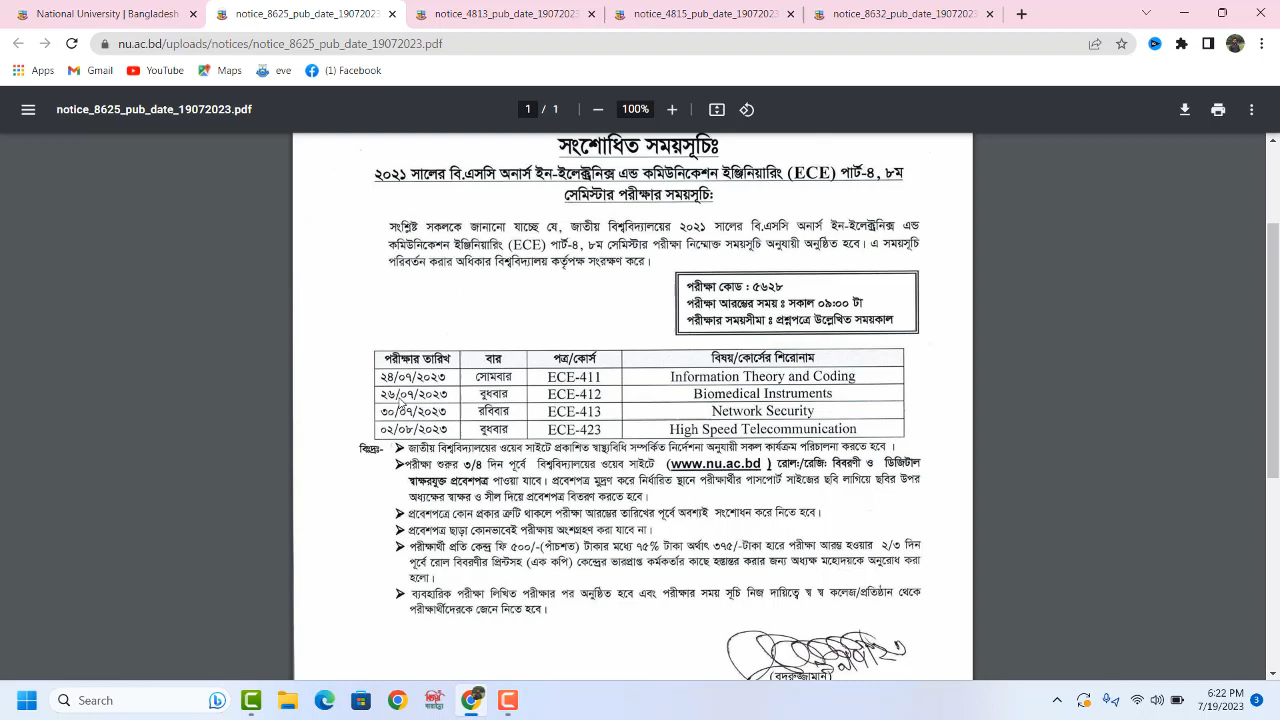 National University | Bangladesh
notice_8625_pub_date_19072023.p
notice_4813_pub_date_19072023.p
notice_4815_pub_date_19072023.p
notice_8632_pub_date_19072023.p
nu.ac.bd/uploads/notices/notice_8625_pub_date_19072023.pdf
Apps Gmail YouTube Maps eve (1) Facebook
notice_8625_pub_date_19072023.pdf 1 / 1 100%
সংশোধিত সময়সূচিঃ
২০২১ সালের বি.এসসি অনার্স ইন-ইলেক্ট্রনিক্স এন্ড কমিউনিকেশন ইঞ্জিনিয়ারিং (ECE) পার্ট-৪, ৮ম
সেমিস্টার পরীক্ষার সময়সূচি:
সংশ্লিষ্ট সকলকে জানানো যাচ্ছে যে, জাতীয় বিশ্ববিদ্যালয়ের ২০২১ সালের বি.এসসি অনার্স ইন-ইলেক্ট্রনিক্স এন্ড
কমিউনিকেশন ইঞ্জিনিয়ারিং (ECE) পার্ট-৪, ৮ম সেমিস্টার পরীক্ষা নিম্মোক্ত সময়সূচি অনুযায়ী অনুষ্ঠিত হবে। এ সময়সূচি
পরিবর্তন করার অধিকার বিশ্ববিদ্যালয় কর্তৃপক্ষ সংরক্ষণ করে।
পরীক্ষা কোড : ৫৬২৮
পরীক্ষা আরম্ভের সময় ঃ সকাল ০৯:০০ টা
পরীক্ষার সময়সীমা ঃ প্রশ্নপত্রে উল্লেখিত সময়কাল
পরীক্ষার তারিখ বার পত্র/কোর্স বিষয়/কোর্সের শিরোনাম
২৪/০৭/২০২৩ সোমবার ECE-411 Information Theory and Coding
২৬/০৭/২০২৩ বুধবার ECE-412 Biomedical Instruments
৩০/০৭/২০২৩ রবিবার ECE-413 Network Security
০২/০৮/২০২৩ বুধবার ECE-423 High Speed Telecommunication
বিঃদ্রঃ- ➢ জাতীয় বিশ্ববিদ্যালয়ের ওয়েব সাইটে প্রকাশিত স্বাস্থ্যবিধি সম্পর্কিত নির্দেশনা অনুযায়ী সকল কার্যক্রম পরিচালনা করতে হবে ।
➢পরীক্ষা শুরুর ৩/৪ দিন পূর্বে বিশ্ববিদ্যালয়ের ওয়েব সাইটে (www.nu.ac.bd ) রোল:/রেজি: বিবরণী ও ডিজিটাল
স্বাক্ষরযুক্ত প্রবেশপত্র পাওয়া যাবে। প্রবেশপত্র মুদ্রণ করে নির্ধারিত স্থানে পরীক্ষার্থীর পাসপোর্ট সাইজের ছবি লাগিয়ে ছবির উপর
অধ্যক্ষের স্বাক্ষর ও সীল দিয়ে প্রবেশপত্র বিতরণ করতে হবে।
➢ প্রবেশপত্রে কোন প্রকার ত্রুটি থাকলে পরীক্ষা আরম্ভের তারিখের পূর্বে অবশ্যই সংশোধন করে নিতে হবে।
➢ প্রবেশপত্র ছাড়া কোনভাবেই পরীক্ষায় অংশগ্রহণ করা যাবে না।
➢ পরীক্ষার্থী প্রতি কেন্দ্র ফি ৫০০/-(পাঁচশত) টাকার মধ্যে ৭৫% টাকা অর্থাৎ ৩৭৫/-টাকা হারে পরীক্ষা আরম্ভ হওয়ার ২/৩ দিন
পূর্বে রোল বিবরণীর প্রিন্টসহ (এক কপি) কেন্দ্রের ভারপ্রাপ্ত কর্মকর্তার কাছে হস্তান্তর করার জন্য অধ্যক্ষ মহোদয়কে অনুরোধ করা
হলো।
➢ ব্যবহারিক পরীক্ষা লিখিত পরীক্ষার পর অনুষ্ঠিত হবে এবং পরীক্ষার সময় সূচি নিজ দায়িত্বে স্ব স্ব কলেজ/প্রতিষ্ঠান থেকে
পরীক্ষার্থীদেরকে জেনে নিতে হবে।
(বদরুজ্জামান)
Search
6:22 PM
7/19/2023
3